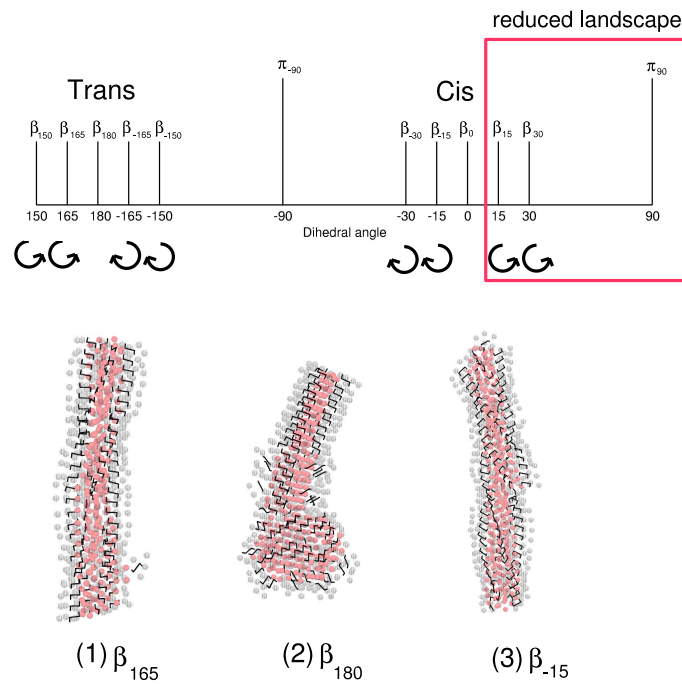 reduced landscape
π-90 π90
Trans Cis
β150 β165 β180 β-165 β-150 β-30 β-15 β0 β15 β30
150 165 180 -165 -150 -90 -30 -15 0 15 30 90
Dihedral angle
(1) β165 (2) β180 (3) β-15